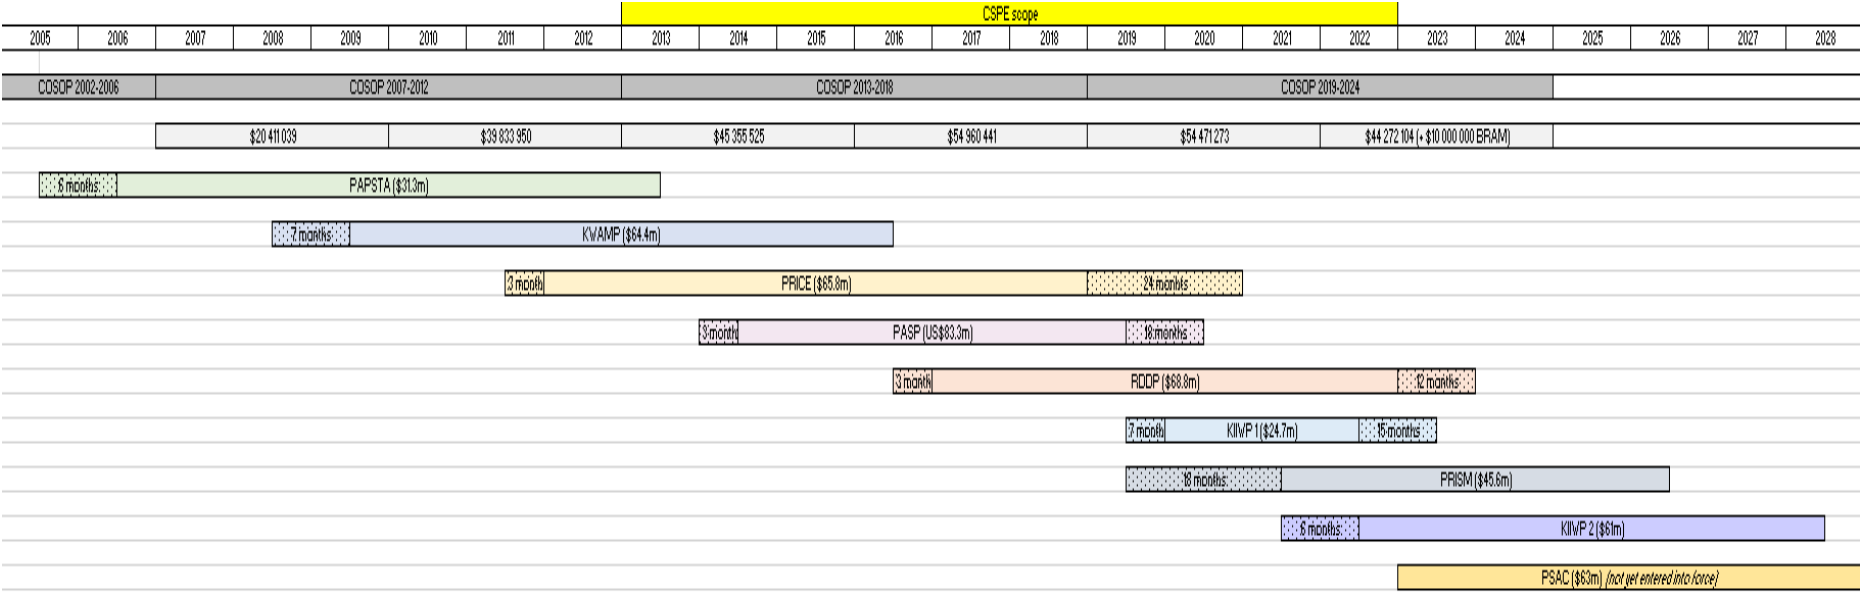 CSPE scope
2005 2006 2007 2008 2009 2010 2011 2012 2013 2014 2015 2016 2017 2018 2019 2020 2021 2022 2023 2024 2025 2026 2027 2028
COSOP 2002-2006 COSOP 2007-2012 COSOP 2013-2018 COSOP 2019-2024
$20 411 039 $39 833 950 $45 355 525 $54 960 441 $54 471 273 $44 272 104 (+ $10 000 000 BRAM)
6 months PAPSTA ($31.3m)
7 months KWAMP ($64.4m)
3 month PRICE ($65.8m) 24 months
3 month PASP (US$83.3m) 18 months
3 month RDDP ($68.8m) 12 months
7 month KIIWP 1 ($24.7m) 15 months
18 months PRISM ($45.6m)
6 months KIIWP 2 ($61m)
PSAC ($63m) (not yet entered into force)